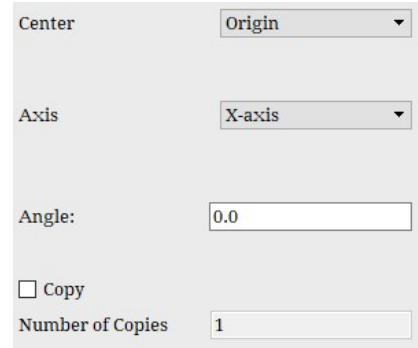 Center Origin
Axis X-axis
Angle: 0.0
Copy
Number of Copies 1